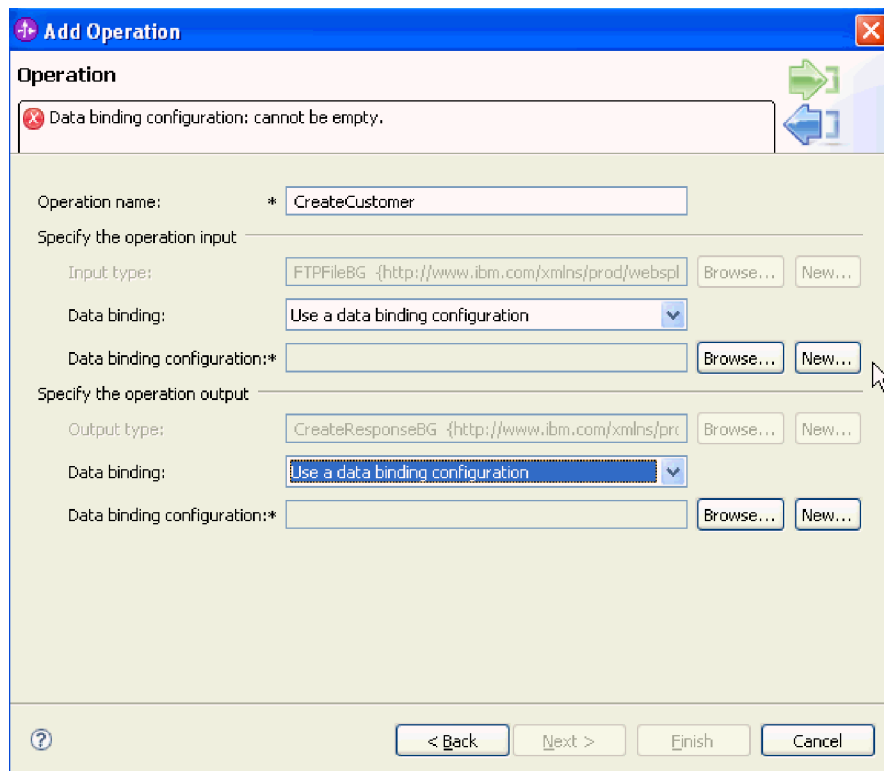 Add Operation
Operation
Data binding configuration: cannot be empty.
Operation name: * CreateCustomer
Specify the operation input
Input type: FTPFileBG {http://www.ibm.com/xmlns/prod/webspl Browse... New...
Data binding: Use a data binding configuration
Data binding configuration:* Browse... New...
Specify the operation output
Output type: CreateResponseBG {http://www.ibm.com/xmlns/pro Browse... New...
Data binding: Use a data binding configuration
Data binding configuration:* Browse... New...
? < Back Next > Finish Cancel